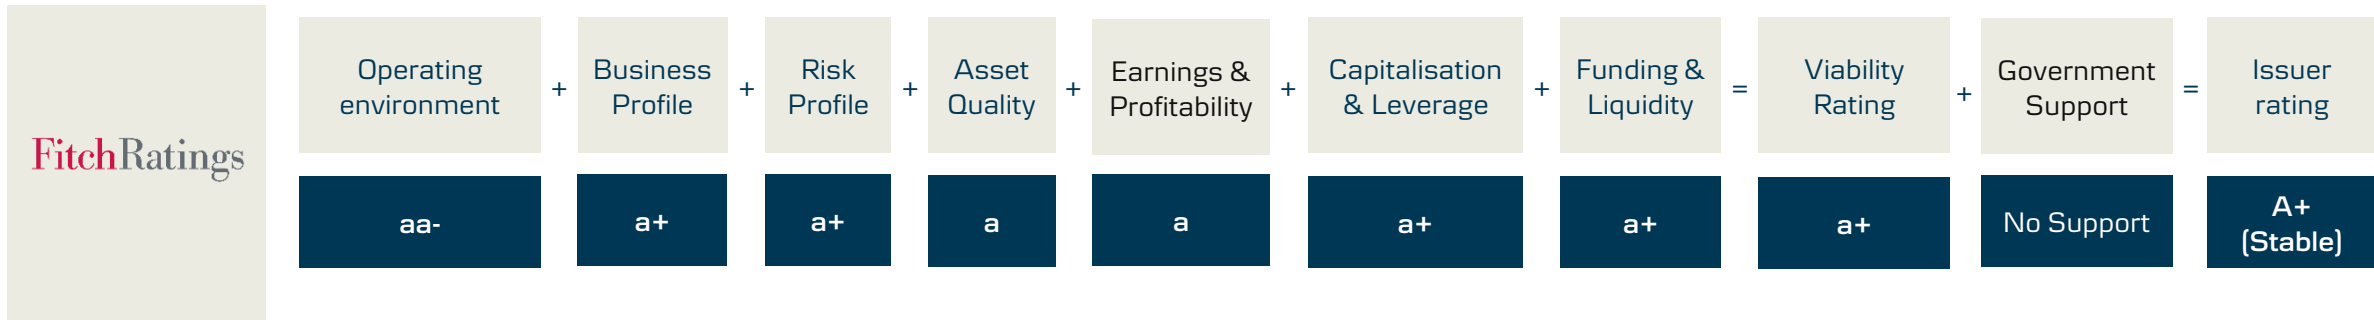 FitchRatings
Operating
environment
+
Business
Profile
+
Risk
Profile
+
Asset
Quality
+
Earnings &
Profitability
+
Capitalisation
& Leverage
+
Funding &
Liquidity
=
Viability
Rating
+
Government
Support
=
Issuer
rating
aa-
a+
a+
a
a
a+
a+
a+
No Support
A+
(Stable)